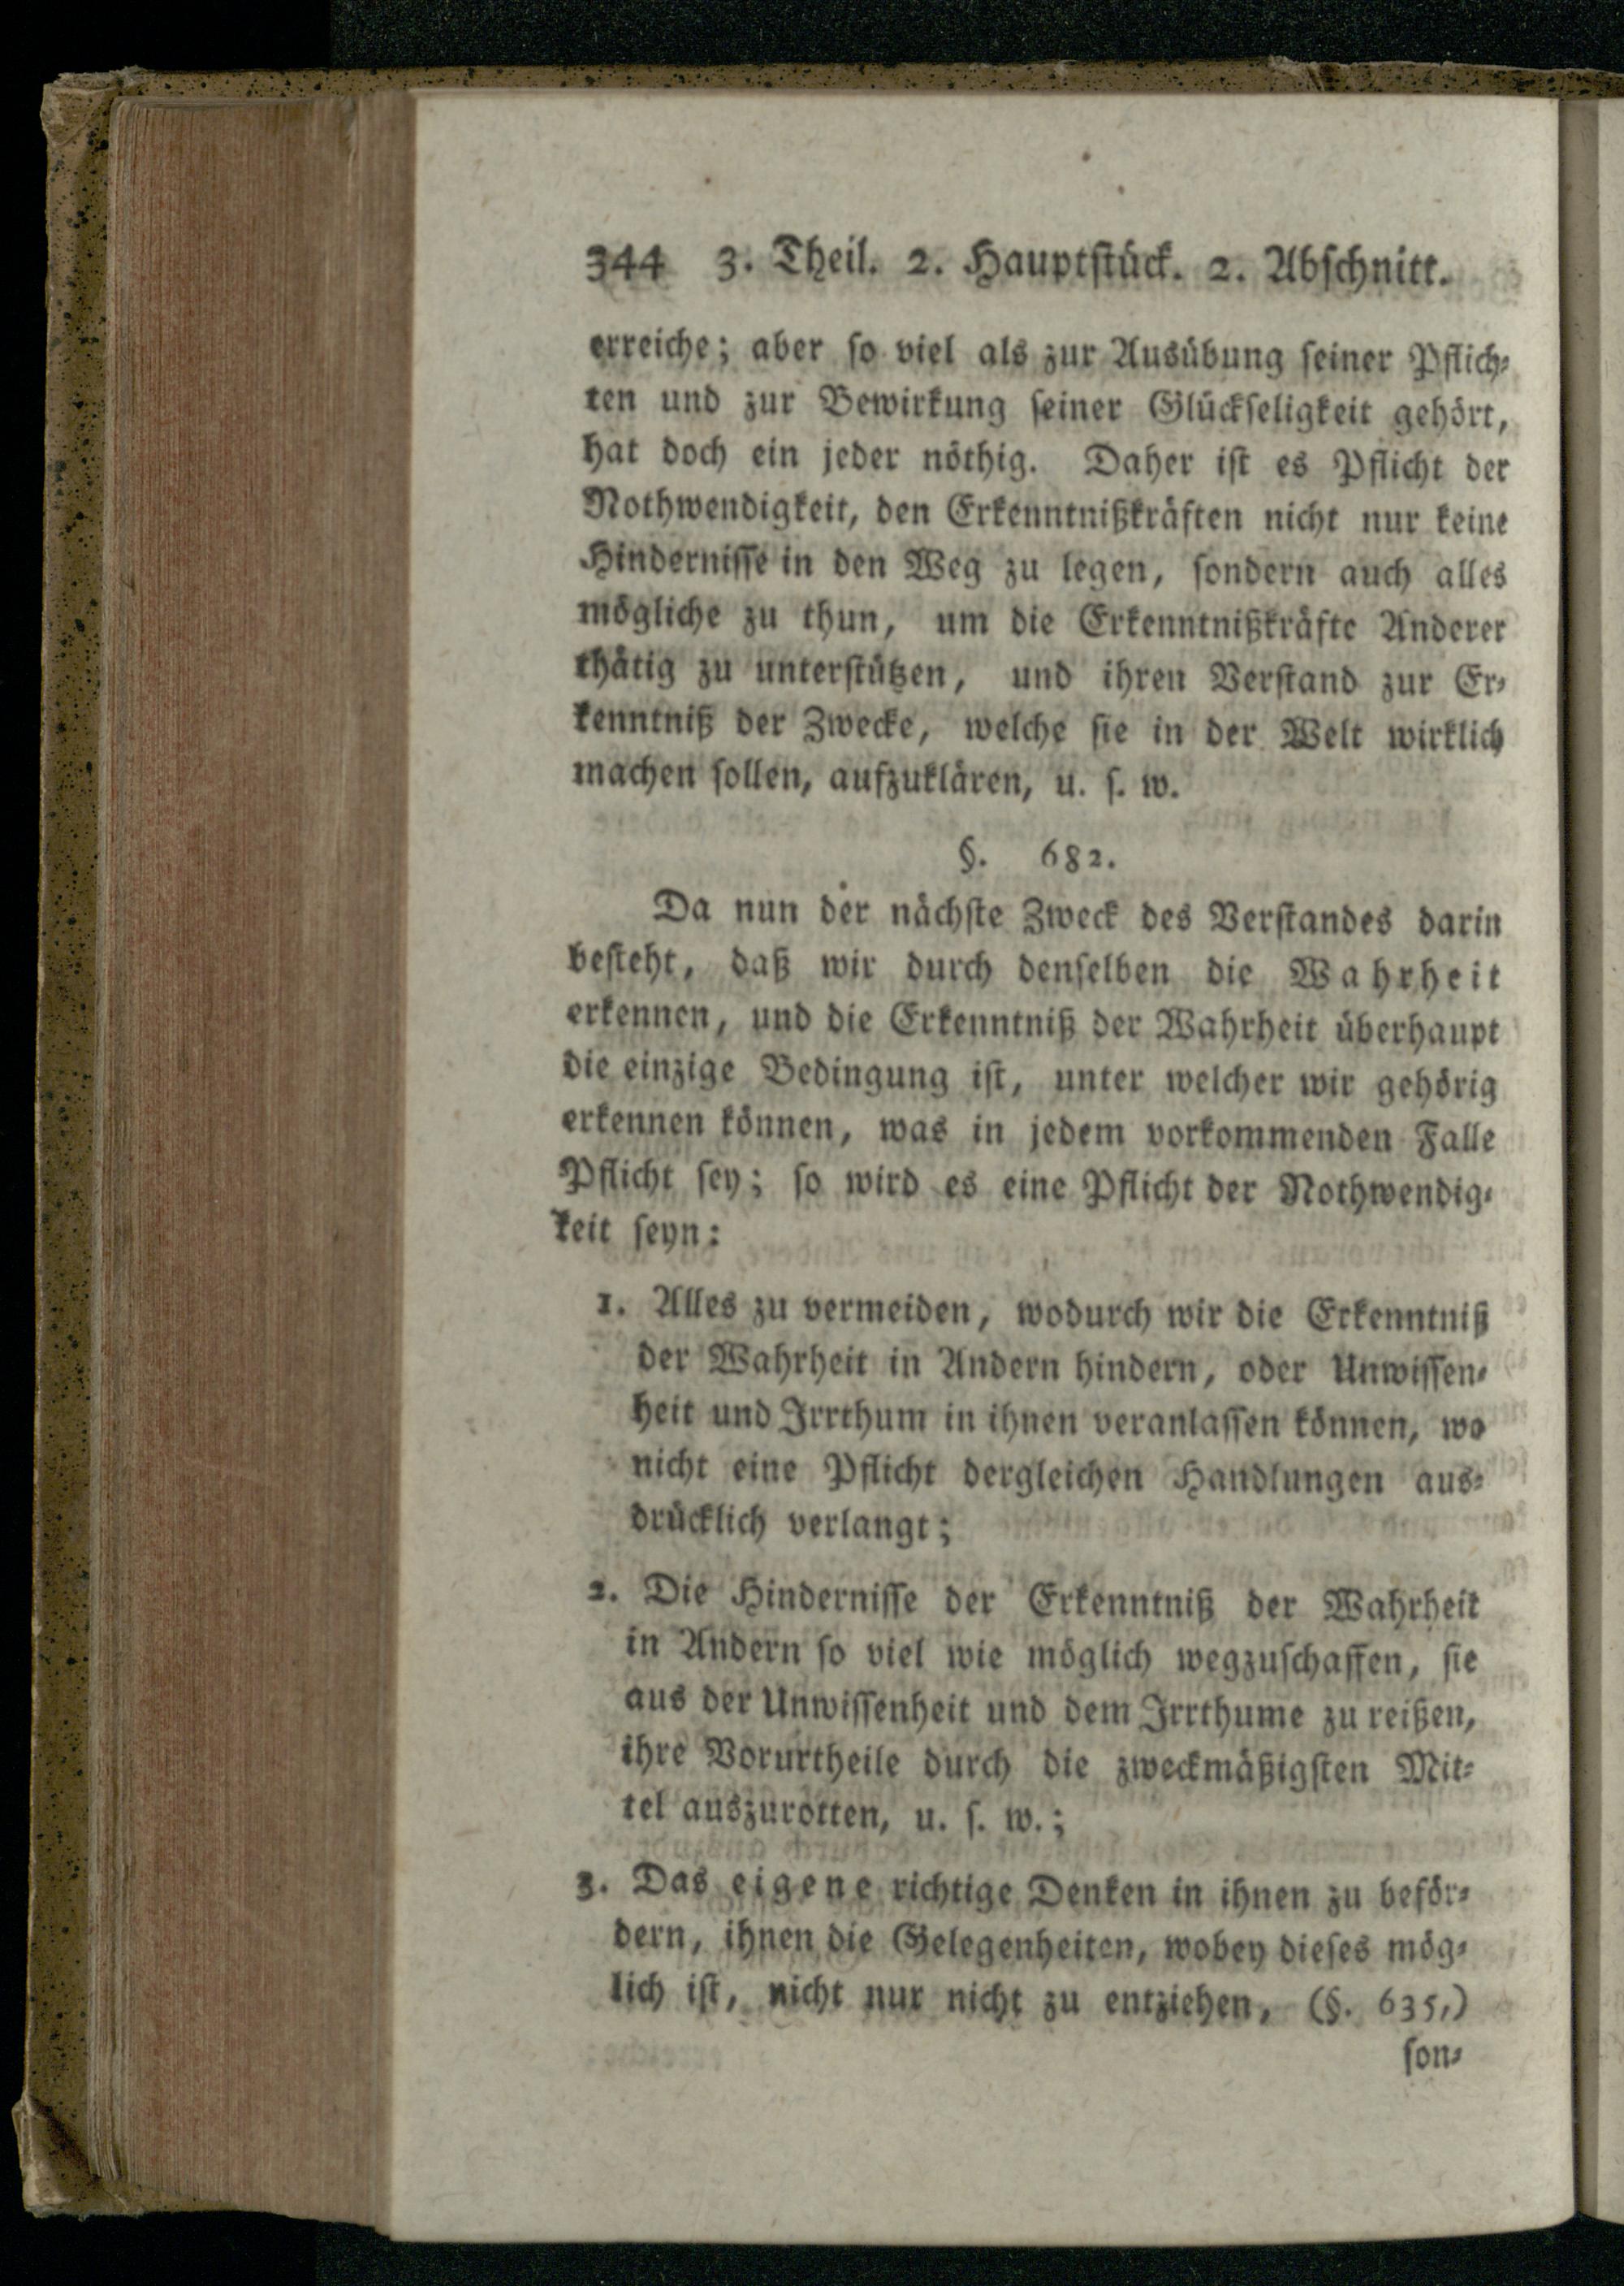 344 3. Theil. 2. Hauptstück. 2. Abschnitt.
erreiche; aber so viel als zur Ausübung seiner Pflich-
ten und zur Bewirkung seiner Glückseligkeit gehört,
hat doch ein jeder nöthig. Daher ist es Pflicht der
Nothwendigkeit, den Erkenntnißkräften nicht nur keine
Hindernisse in den Weg zu legen, sondern auch alles
mögliche zu thun, um die Erkenntnißkräfte Anderer
thätig zu unterstützen, und ihren Verstand zur Er-
kenntniß der Zwecke, welche sie in der Welt wirklich
machen sollen, aufzuklären, u. s. w.
§. 682.
Da nun der nächste Zweck des Verstandes darin
besteht, daß wir durch denselben die Wahrheit
erkennen, und die Erkenntniß der Wahrheit überhaupt
die einzige Bedingung ist, unter welcher wir gehörig
erkennen können, was in jedem vorkommenden Falle
Pflicht sey; so wird es eine Pflicht der Nothwendig-
keit seyn:
1. Alles zu vermeiden, wodurch wir die Erkenntniß
der Wahrheit in Andern hindern, oder Unwissen-
heit und Irrthum in ihnen veranlassen können, wo
nicht eine Pflicht dergleichen Handlungen aus-
drücklich verlangt;
2. Die Hindernisse der Erkenntniß der Wahrheit
in Andern so viel wie möglich wegzuschaffen, sie
aus der Unwissenheit und dem Irrthume zu reißen,
ihre Vorurtheile durch die zweckmäßigsten Mit-
tel auszurotten, u. s. w.;
3. Das eigene richtige Denken in ihnen zu beför-
dern, ihnen die Gelegenheiten, wobey dieses mög-
lich ist, nicht nur nicht zu entziehen, (§. 635,)
son-